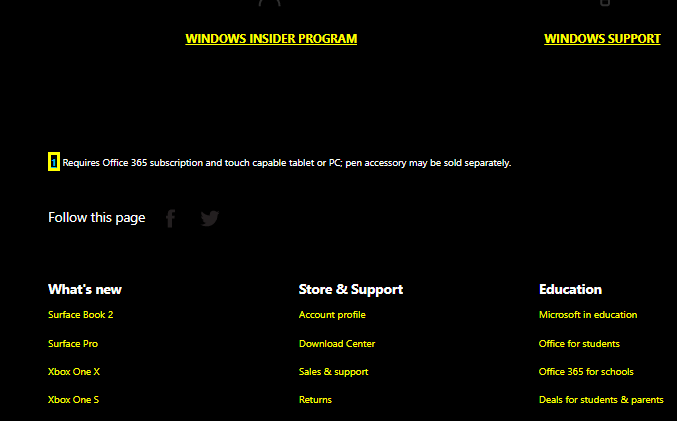 WINDOWS INSIDER PROGRAM WINDOWS SUPPORT
1 Requires Office 365 subscription and touch capable tablet or PC; pen accessory may be sold separately.
Follow this page
What's new Store & Support Education
Surface Book 2 Account profile Microsoft in education
Surface Pro Download Center Office for students
Xbox One X Sales & support Office 365 for schools
Xbox One S Returns Deals for students & parents